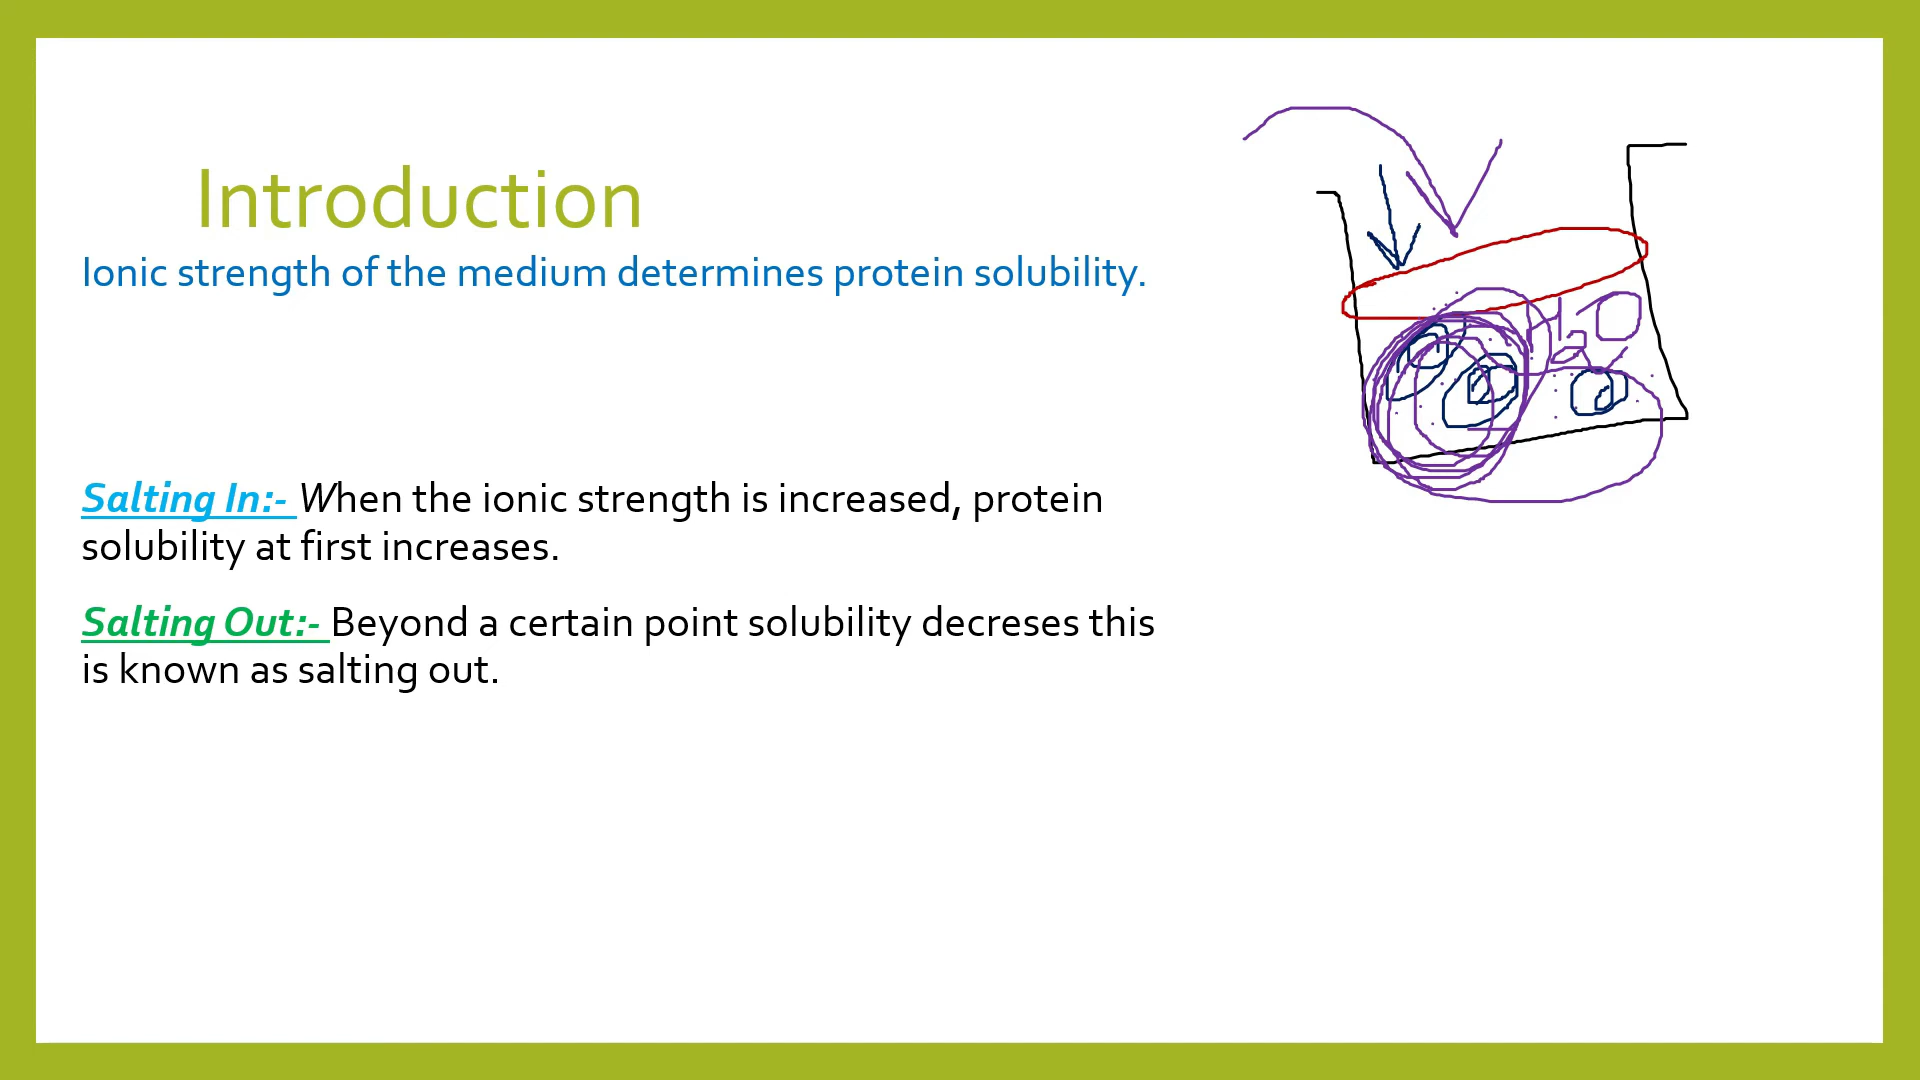 Introduction
Ionic strength of the medium determines protein solubility.
Salting In:- When the ionic strength is increased, protein
solubility at first increases.
Salting Out:- Beyond a certain point solubility decreses this
is known as salting out.